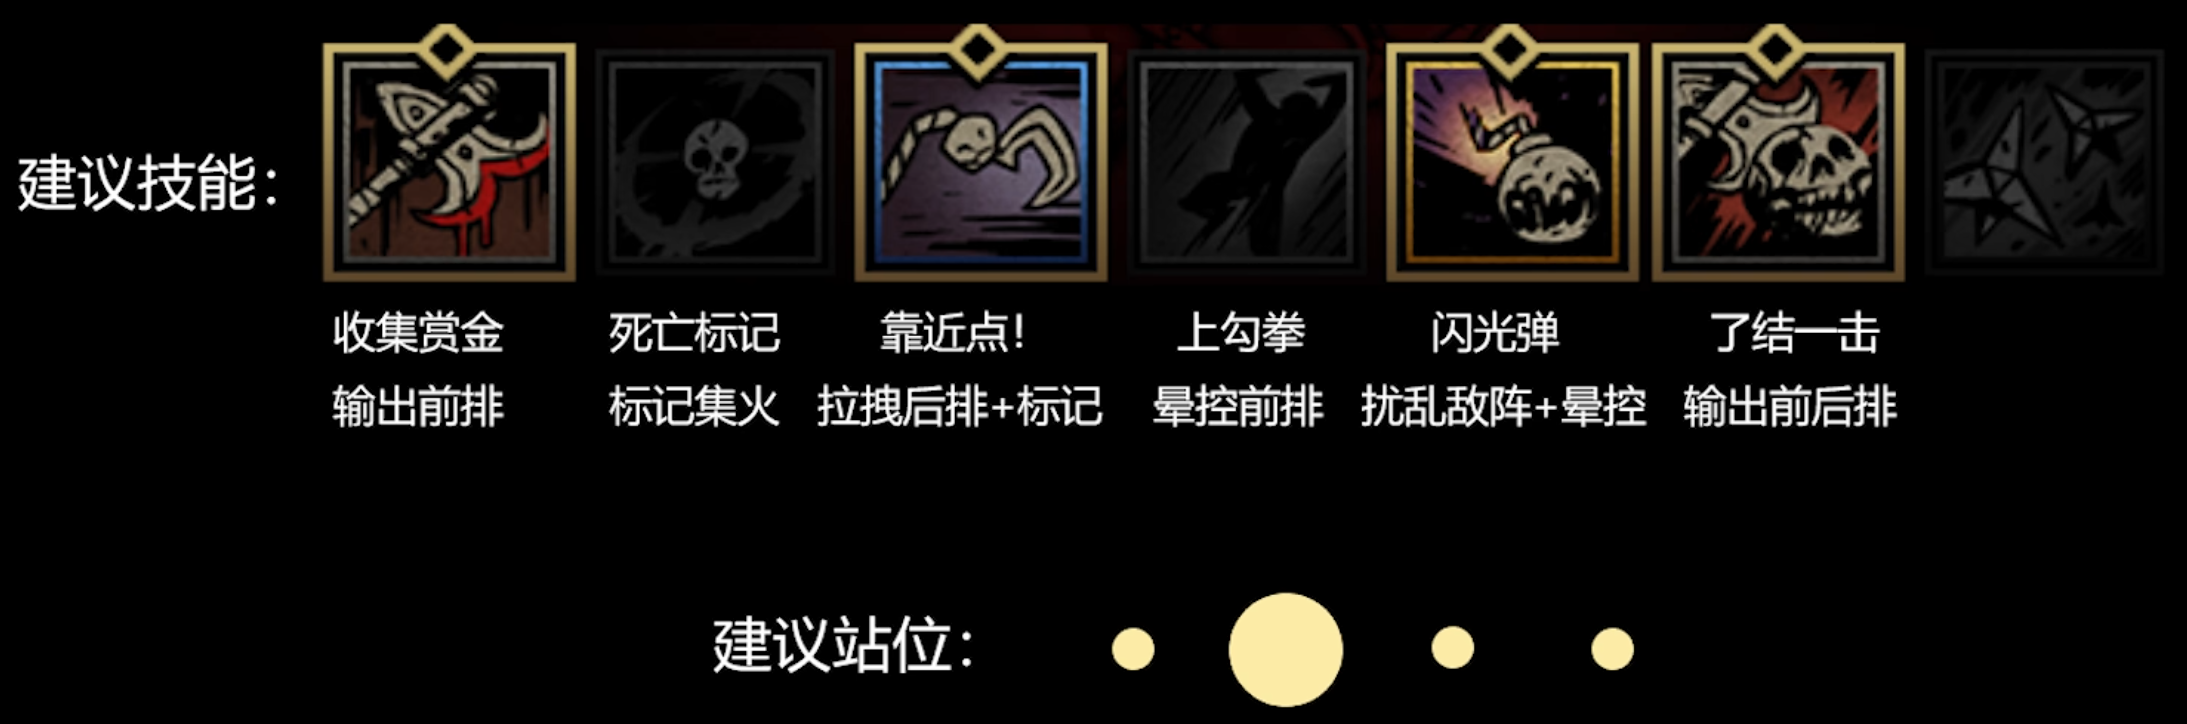 建议技能：
收集赏金 死亡标记 靠近点！ 上勾拳 闪光弹 了结一击
输出前排 标记集火 拉拽后排+标记 晕控前排 扰乱敌阵+晕控 输出前后排
建议站位：